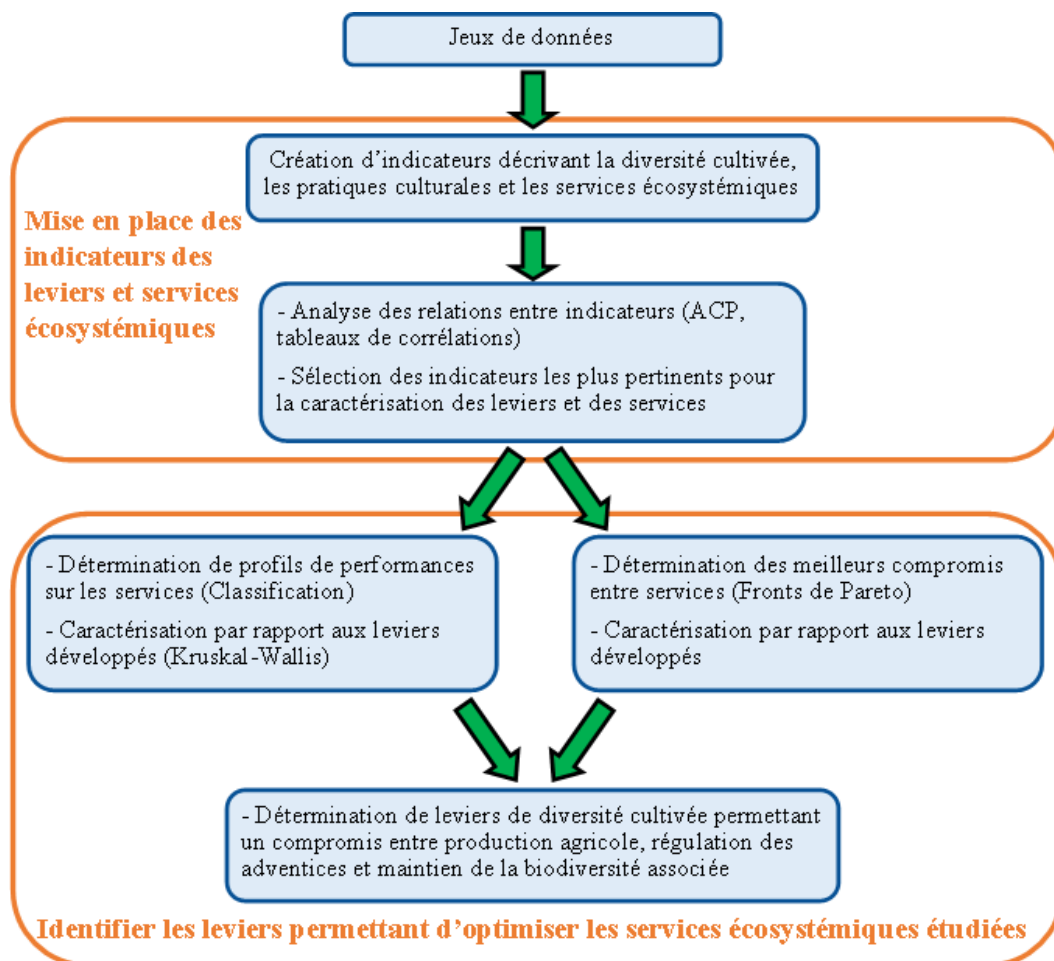 Jeux de données
Création d'indicateurs décrivant la diversité cultivée,
les pratiques culturales et les services écosystémiques
Mise en place des
indicateurs des
leviers et services
écosystémiques
- Analyse des relations entre indicateurs (ACP,
tableaux de corrélations)
- Sélection des indicateurs les plus pertinents pour
la caractérisation des leviers et des services
- Détermination de profils de performances
sur les services (Classification)
- Caractérisation par rapport aux leviers
développés (Kruskal-Wallis)
- Détermination des meilleurs compromis
entre services (Fronts de Pareto)
- Caractérisation par rapport aux leviers
développés
- Détermination de leviers de diversité cultivée permettant
un compromis entre production agricole, régulation des
adventices et maintien de la biodiversité associée
Identifier les leviers permettant d'optimiser les services écosystémiques étudiées